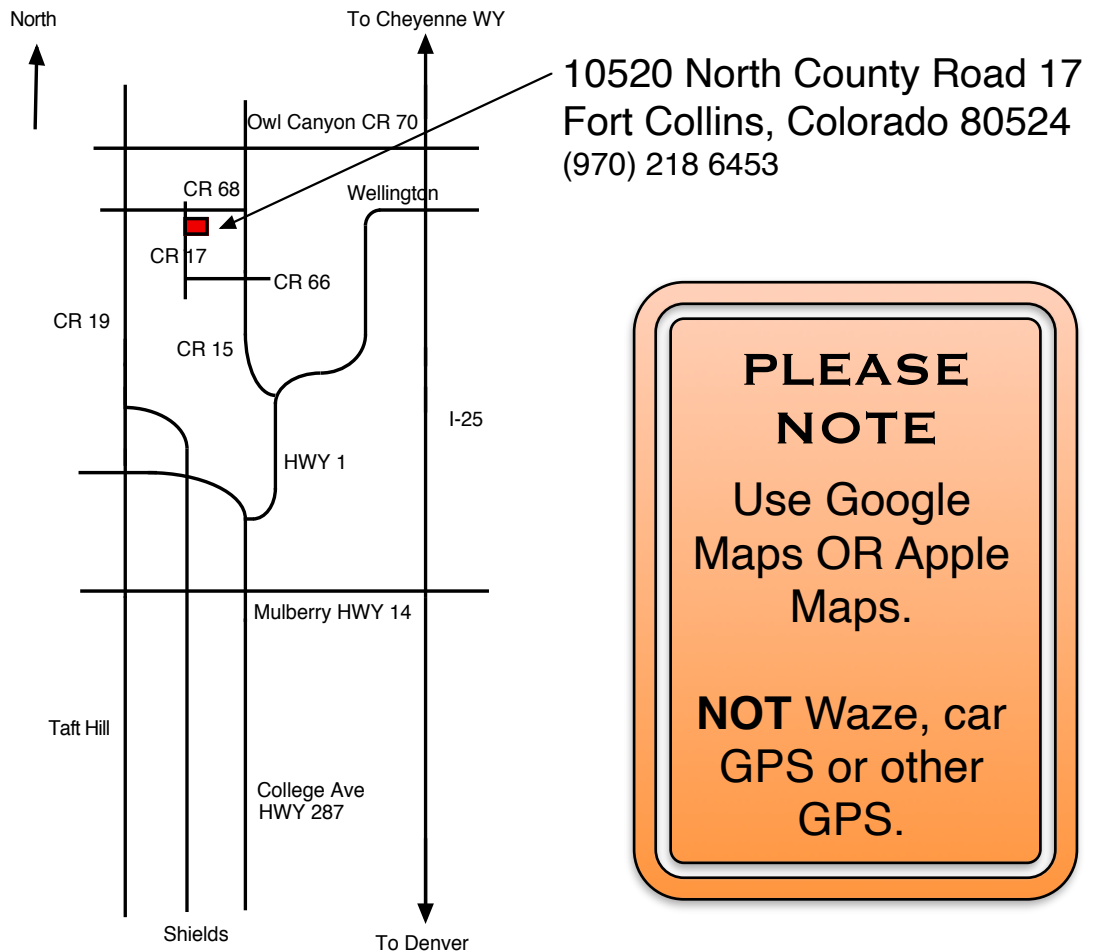 North
To Cheyenne WY
10520 North County Road 17
Fort Collins, Colorado 80524
(970) 218 6453
Owl Canyon CR 70
CR 68
Wellington
CR 17
CR 66
CR 19
CR 15
I-25
HWY 1
Mulberry HWY 14
Taft Hill
College Ave
HWY 287
Shields
To Denver
PLEASE
NOTE
Use Google
Maps OR Apple
Maps.
NOT Waze, car
GPS or other
GPS.